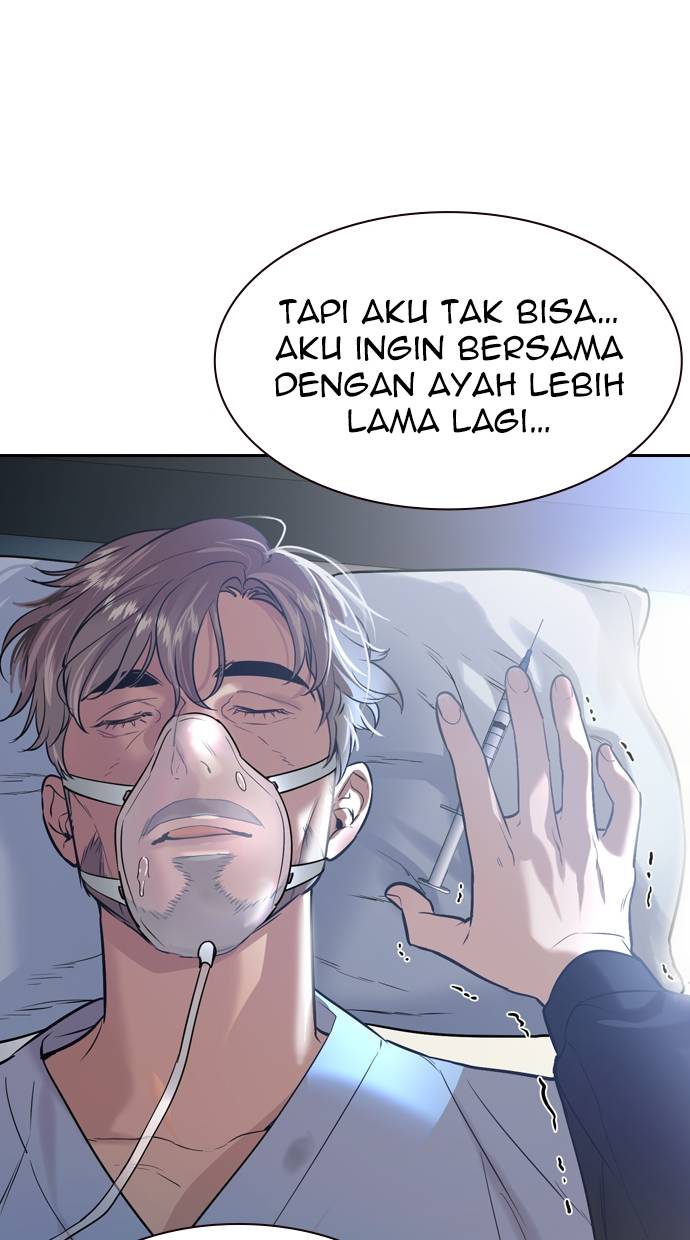 TAPI AKU TAK BISA...
AKU INGIN BERSAMA
DENGAN AYAH LEBIH
LAMA LAGI...